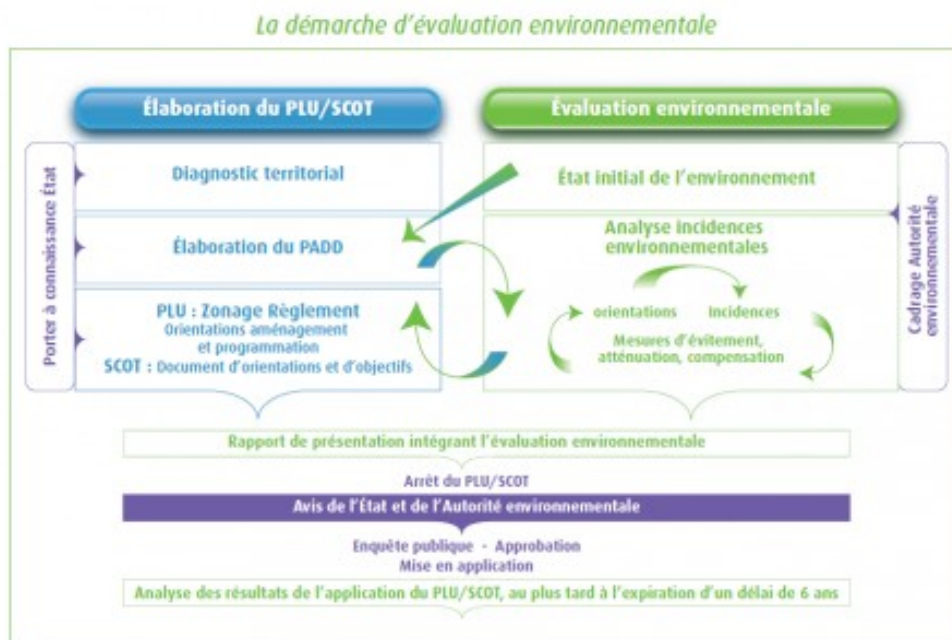 La démarche d'évaluation environnementale
Élaboration du PLU/SCOT
Évaluation environnementale
Porter à connaissance État
Diagnostic territorial
État initial de l'environnement
Élaboration du PADD
Analyse incidences
environnementales
PLU : Zonage Règlement
Orientations aménagement
et programmation
SCOT : Document d'orientations et d'objectifs
orientations
Incidences
Mesures d'évitement,
atténuation, compensation
Cadrage Autorité
environnementale
Rapport de présentation intégrant l'évaluation environnementale
Arrêt du PLU/SCOT
Avis de l'État et de l'Autorité environnementale
Enquête publique - Approbation
Mise en application
Analyse des résultats de l'application du PLU/SCOT, au plus tard à l'expiration d'un délai de 6 ans